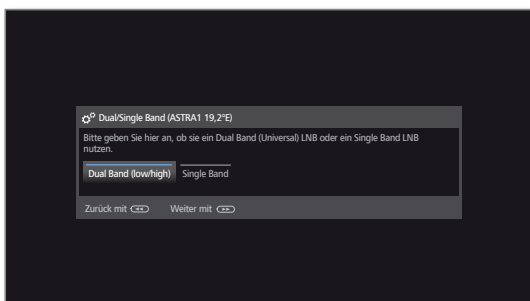 Dual/Single Band (ASTRA1 19,2°E)
Bitte geben Sie hier an, ob sie ein Dual Band (Universal) LNB oder ein Single Band LNB
nutzen.
Dual Band (low/high) Single Band
Zurück mit Weiter mit